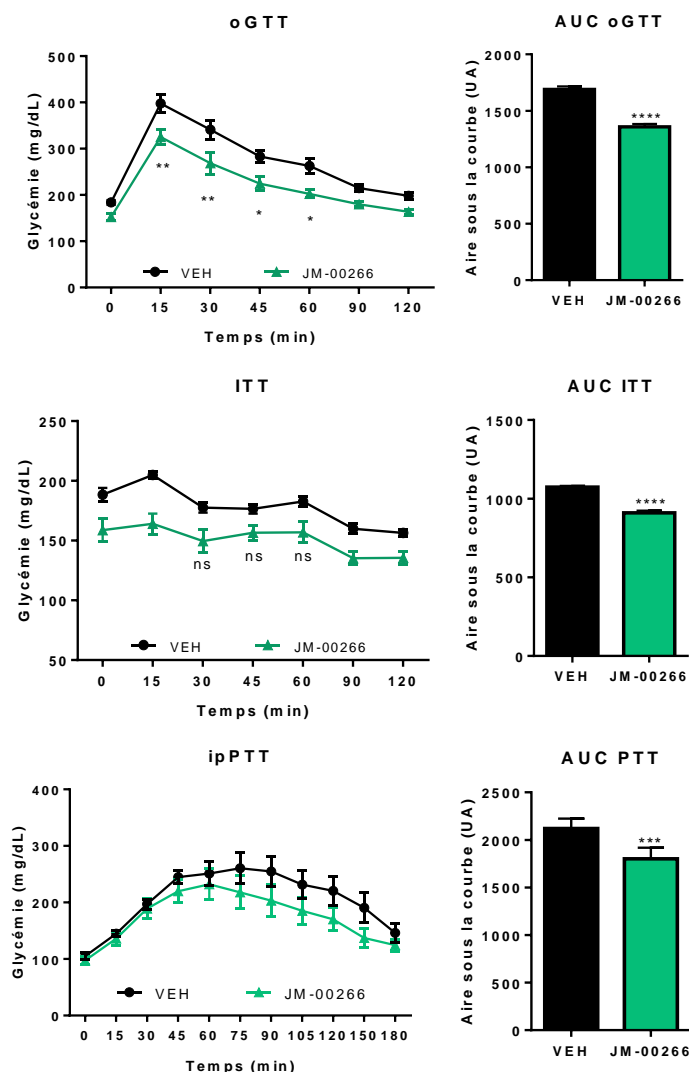 oGTT
Glycémie (mg/dL)
500
400
300
200
100
0
** ** * *
VEH JM-00266
0 15 30 45 60 90 120
Temps (min)
AUC oGTT
Aire sous la courbe (UA)
2000
1500
1000
500
0
****
VEH JM-00266
ITT
Glycémie (mg/dL)
250
200
150
100
50
ns ns ns
VEH JM-00266
0 15 30 45 60 90 120
Temps (min)
AUC ITT
Aire sous la courbe (UA)
1500
1000
500
0
****
VEH JM-00266
ipPTT
Glycémie (mg/dL)
400
300
200
100
0
VEH JM-00266
0 15 30 45 60 75 90 105 120 150 180
Temps (min)
AUC PTT
Aire sous la courbe (UA)
2500
2000
1500
1000
500
0
***
VEH JM-00266